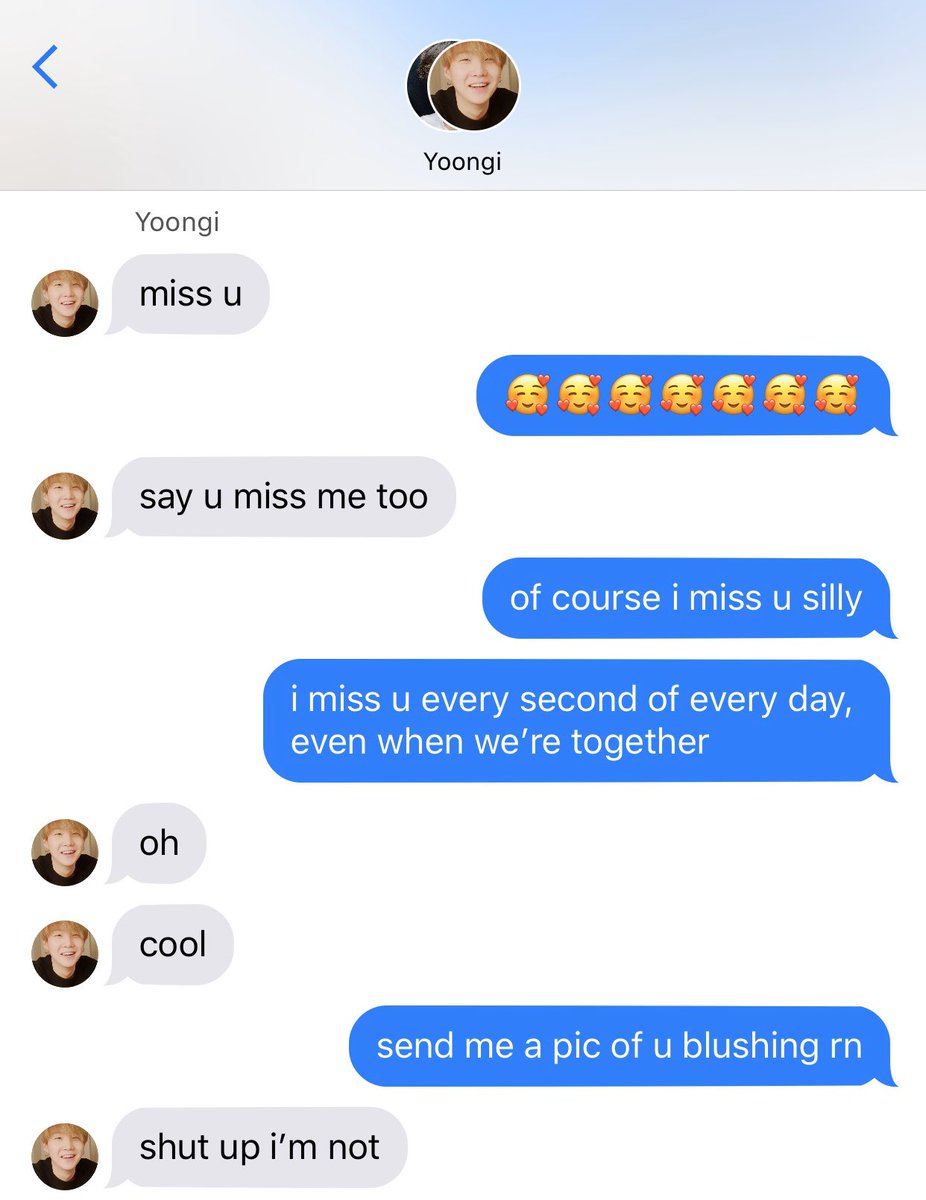 Yoongi
Yoongi
miss u
🥰🥰🥰🥰🥰🥰🥰
say u miss me too
of course i miss u silly
i miss u every second of every day,
even when we’re together
oh
cool
send me a pic of u blushing rn
shut up i’m not